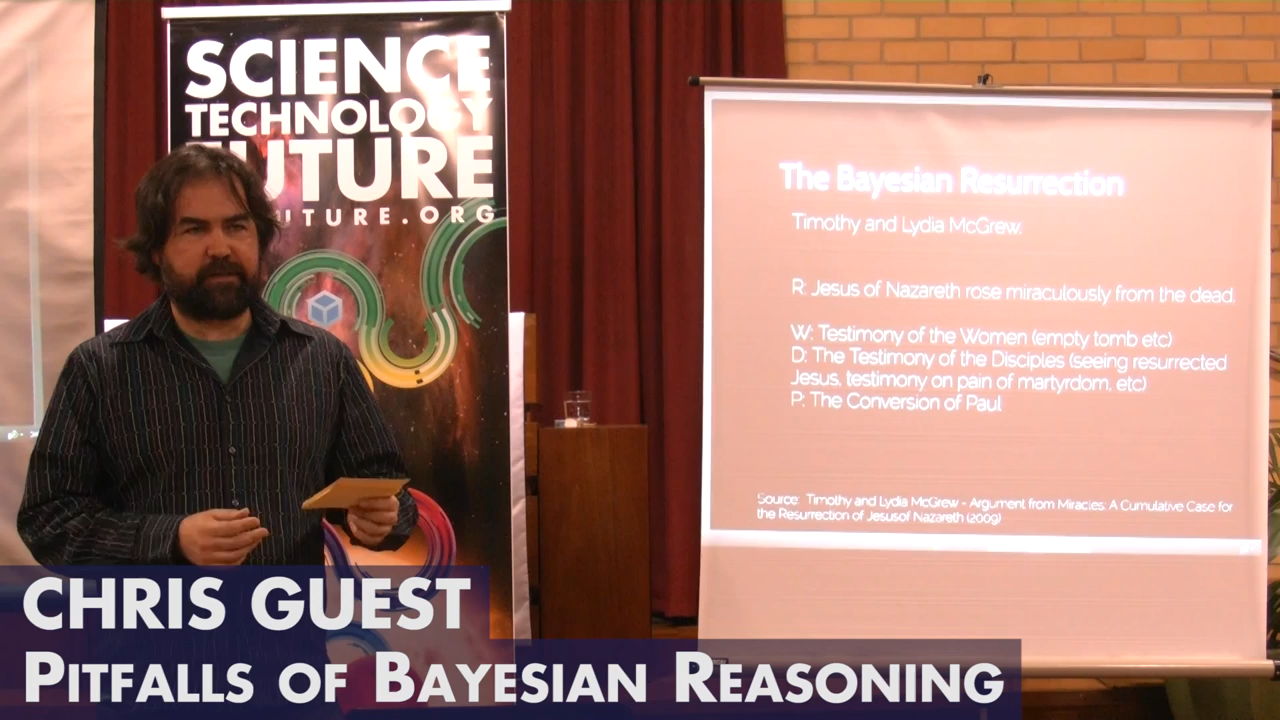 SCIENCE
TECHNOLOGY
FUTURE
UTURE.ORG
The Bayesian Resurrection
Timothy and Lydia McGrew.
R: Jesus of Nazareth rose miraculously from the dead.
W: Testimony of the Women (empty tomb etc)
D: The Testimony of the Disciples (seeing resurrected
Jesus, testimony on pain of martyrdom, etc)
P: The Conversion of Paul
Source: Timothy and Lydia McGrew - Argument from Miracles: A Cumulative Case for
the Resurrection of Jesusof Nazareth (2009)
CHRIS GUEST
PITFALLS OF BAYESIAN REASONING